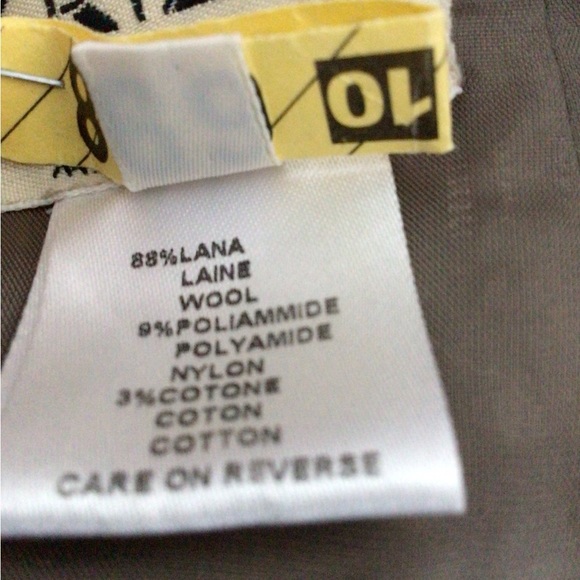 10
88%LANA
LAINE
WOOL
9%POLIAMMIDE
POLYAMIDE
NYLON
3%COTONE
COTON
COTTON
CARE ON REVERSE